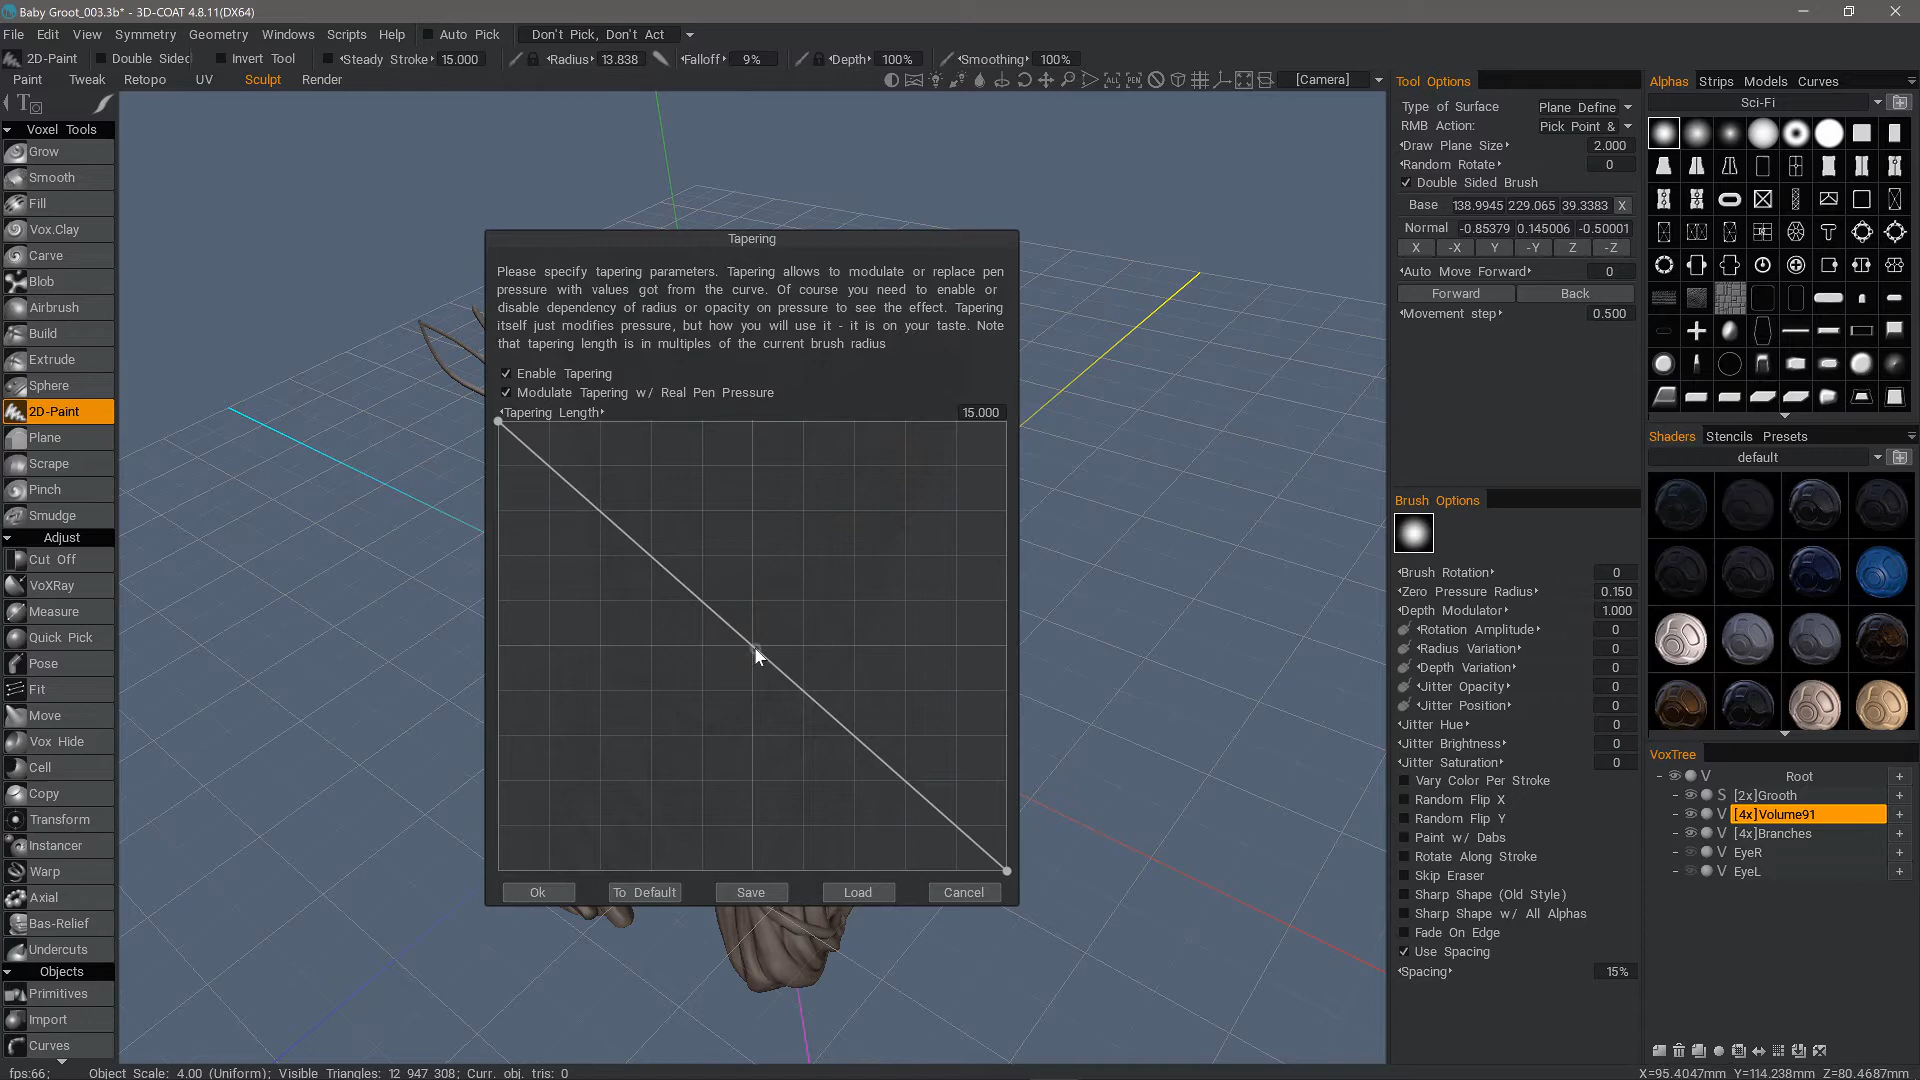 Baby Groot_003.3b* - 3D-COAT 4.8.11(DX64)
File Edit View Symmetry Geometry Windows Scripts Help Auto Pick Don't Pick, Don't Act
2D-Paint Double Sided Invert Tool Steady Stroke 15.000 Radius 13.838 Falloff 9% Depth 100% Smoothing 100%
Paint Tweak Retopo UV Sculpt Render
ALL PEN [Camera]
Voxel Tools
Grow
Smooth
Fill
Vox.Clay
Carve
Blob
Airbrush
Build
Extrude
Sphere
2D-Paint
Plane
Scrape
Pinch
Smudge
Adjust
Cut Off
VoXRay
Measure
Quick Pick
Pose
Fit
Move
Vox Hide
Cell
Copy
Transform
Instancer
Warp
Axial
Bas-Relief
Undercuts
Objects
Primitives
Import
Curves
Tapering
Please specify tapering parameters. Tapering allows to modulate or replace pen
pressure with values got from the curve. Of course you need to enable or
disable dependency of radius or opacity on pressure to see the effect. Tapering
itself just modifies pressure, but how you will use it - it is on your taste. Note
that tapering length is in multiples of the current brush radius
Enable Tapering
Modulate Tapering w/ Real Pen Pressure
Tapering Length 15.000
Ok To Default Save Load Cancel
Tool Options
Type of Surface Plane Define
RMB Action: Pick Point &
Draw Plane Size 2.000
Random Rotate 0
Double Sided Brush
Base 138.9945 229.065 39.3383 X
Normal -0.85379 0.145006 -0.50001
X -X Y -Y Z -Z
Auto Move Forward 0
Forward Back
Movement step 0.500
Brush Options
Brush Rotation 0
Zero Pressure Radius 0.150
Depth Modulator 1.000
Rotation Amplitude 0
Radius Variation 0
Depth Variation 0
Jitter Opacity 0
Jitter Position 0
Jitter Hue 0
Jitter Brightness 0
Jitter Saturation 0
Vary Color Per Stroke
Random Flip X
Random Flip Y
Paint w/ Dabs
Rotate Along Stroke
Skip Eraser
Sharp Shape (Old Style)
Sharp Shape w/ All Alphas
Fade On Edge
Use Spacing
Spacing 15%
Alphas Strips Models Curves
Sci-Fi
Shaders Stencils Presets
default
VoxTree
V Root +
S [2x]Grooth +
V [4x]Volume91 +
V [4x]Branches +
V EyeR +
V EyeL +
fps:66; Object Scale: 4.00 (Uniform); Visible Triangles: 12 947 308; Curr. obj. tris: 0 X=95.4047mm Y=114.238mm Z=80.4687mm